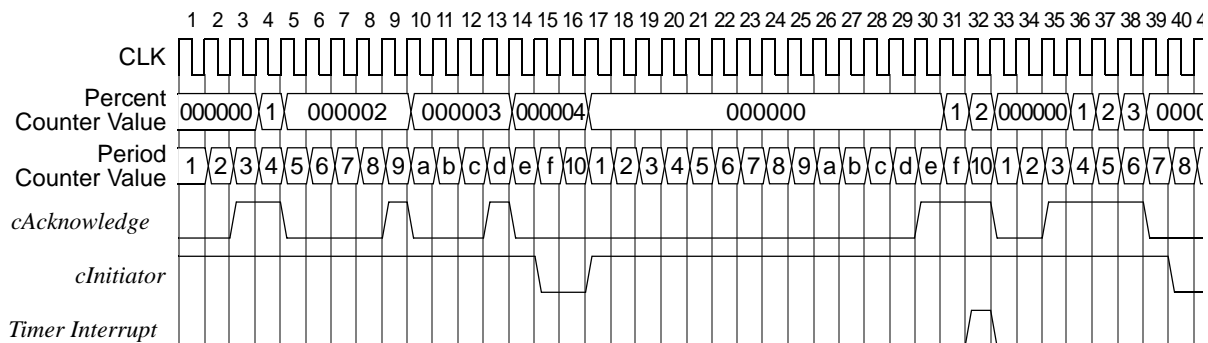 1 2 3 4 5 6 7 8 9 10 11 12 13 14 15 16 17 18 19 20 21 22 23 24 25 26 27 28 29 30 31 32 33 34 35 36 37 38 39 40 4
CLK
Percent
Counter Value
000000 1 000002 000003 000004 000000 1 2 000000 1 2 3 0000
Period
Counter Value
1 2 3 4 5 6 7 8 9 a b c d e f 10 1 2 3 4 5 6 7 8 9 a b c d e f 10 1 2 3 4 5 6 7 8
cAcknowledge
cInitiator
Timer Interrupt